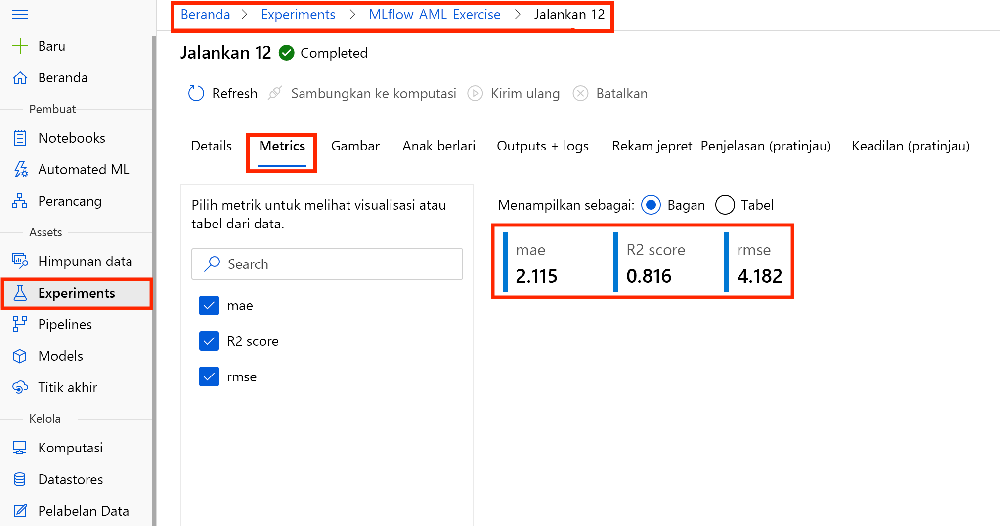 Beranda > Experiments > MLflow-AML-Exercise > Jalankan 12
Jalankan 12 Completed
Refresh Sambungkan ke komputasi Kirim ulang Batalkan
Details Metrics Gambar Anak berlari Outputs + logs Rekam jepret Penjelasan (pratinjau) Keadilan (pratinjau)
Baru
Beranda
Pembuat
Notebooks
Automated ML
Perancang
Assets
Himpunan data
Experiments
Pipelines
Models
Titik akhir
Kelola
Komputasi
Datastores
Pelabelan Data
Pilih metrik untuk melihat visualisasi atau
tabel dari data.
Search
mae
R2 score
rmse
Menampilkan sebagai: Bagan Tabel
mae R2 score rmse
2.115 0.816 4.182